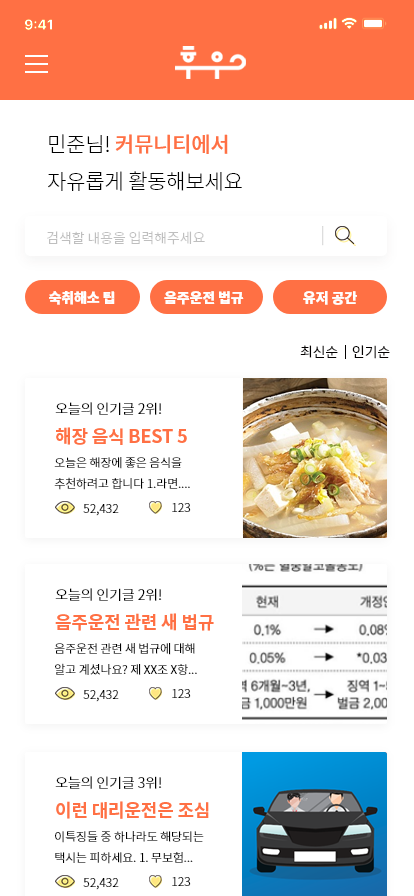 9:41
후우
민준님! 커뮤니티에서
자유롭게 활동해보세요
검색할 내용을 입력해주세요
숙취해소 팁
음주운전 법규
유저 공간
최신순 | 인기순
오늘의 인기글 2위!
해장 음식 BEST 5
오늘은 해장에 좋은 음식을
추천하려고 합니다 1.라면....
52,432
123
오늘의 인기글 2위!
음주운전 관련 새 법규
음주운전 관련 새 법규에 대해
알고 계셨나요? 제 XX조 X항...
52,432
123
(%는 혈중알코올농도)
현재
개정안
0.1%
0.08%
0.05%
*0.03
6개월~3년,
징역 1~
금 1,000만원
벌금 2,00
오늘의 인기글 3위!
이런 대리운전은 조심
이특징들 중 하나라도 해당되는
택시는 피하세요. 1. 무보험...
52,432
123